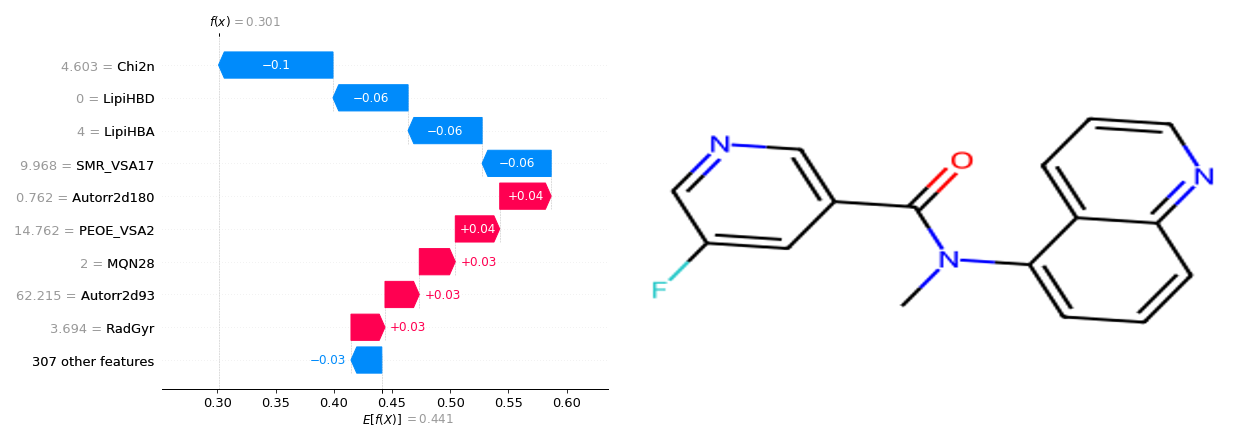 f(x) = 0.301
4.603 = Chi2n
−0.1
0 = LipiHBD
−0.06
4 = LipiHBA
−0.06
9.968 = SMR_VSA17
−0.06
0.762 = Autorr2d180
+0.04
14.762 = PEOE_VSA2
+0.04
2 = MQN28
+0.03
62.215 = Autorr2d93
+0.03
3.694 = RadGyr
+0.03
307 other features
−0.03
0.30 0.35 0.40 0.45 0.50 0.55 0.60
E[f(X)] = 0.441
N
O
N
N
F